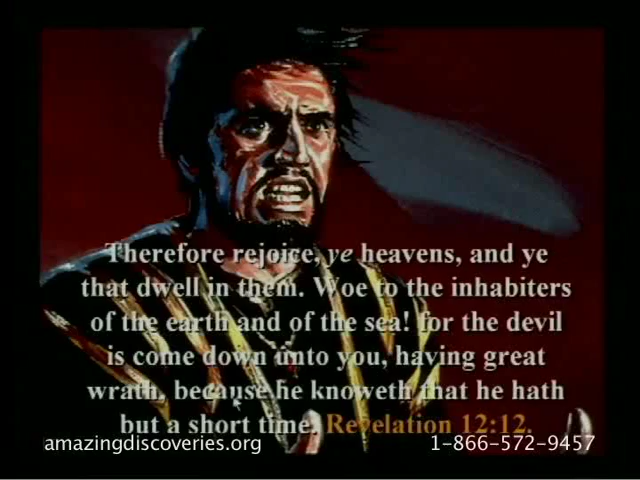 Therefore rejoice, ye heavens, and ye
that dwell in them. Woe to the inhabiters
of the earth and of the sea! for the devil
is come down unto you, having great
wrath, because he knoweth that he hath
but a short time. Revelation 12:12.
amazingdiscoveries.org 1-866-572-9457